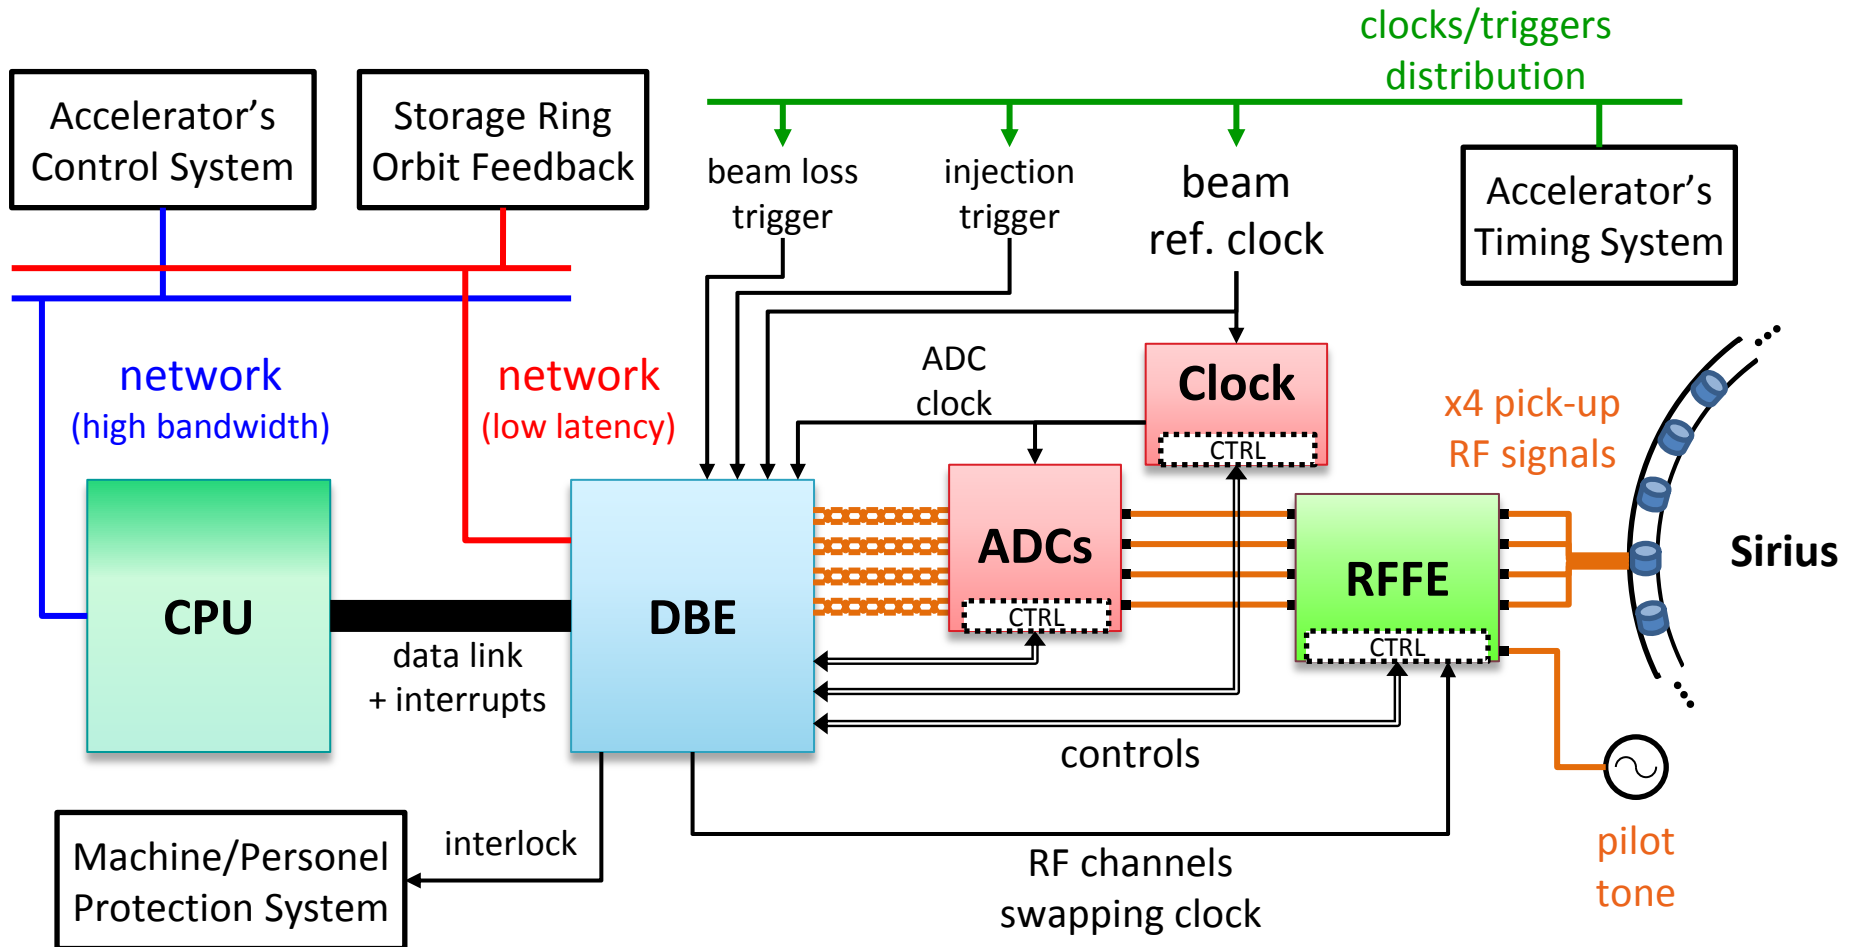 clocks/triggers
distribution
Accelerator's
Control System
Storage Ring
Orbit Feedback
beam loss
trigger
injection
trigger
beam
ref. clock
Accelerator's
Timing System
network
(high bandwidth)
network
(low latency)
ADC
clock
Clock
CTRL
x4 pick-up
RF signals
CPU
DBE
ADCs
CTRL
RFFE
CTRL
Sirius
data link
+ interrupts
controls
interlock
Machine/Personel
Protection System
RF channels
swapping clock
pilot
tone